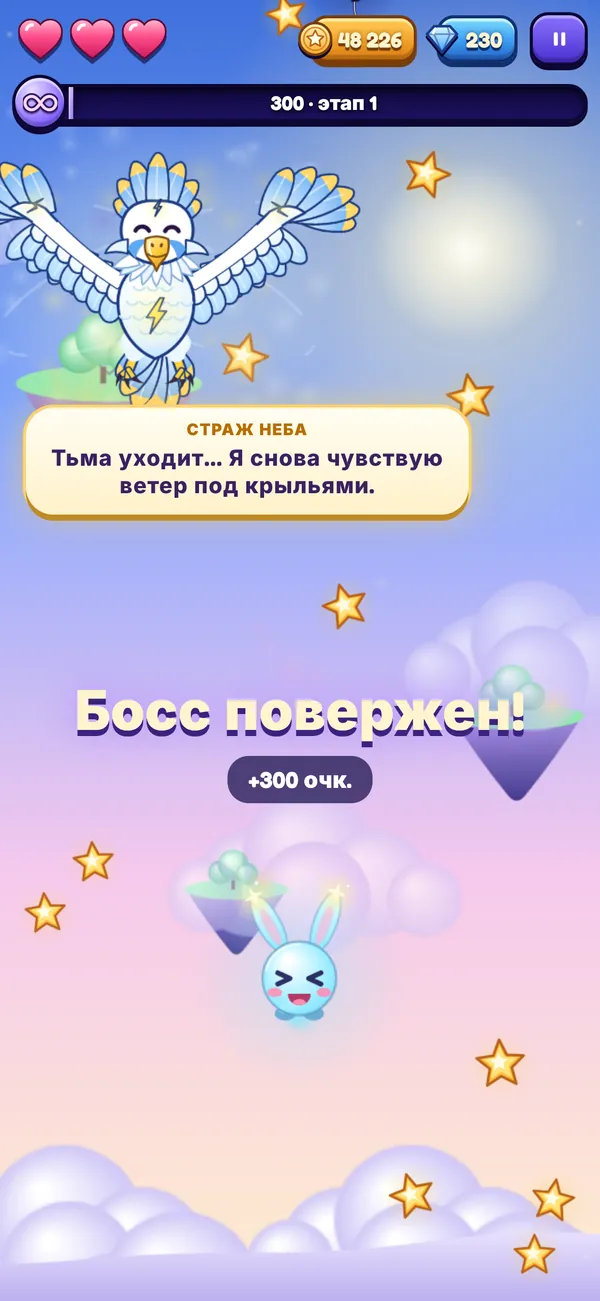 48 226
230
300 · этап 1
СТРАЖ НЕБА
Тьма уходит... Я снова чувствую
ветер под крыльями.
Босс повержен!
+300 очк.